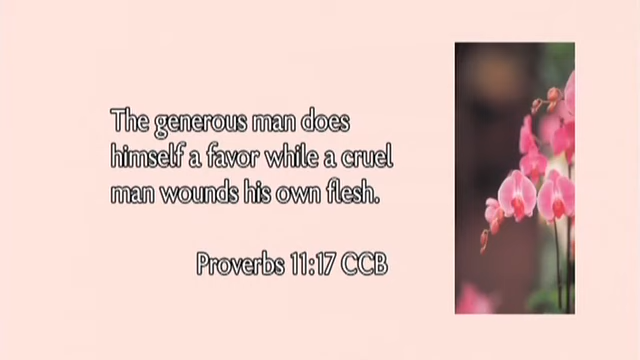 The generous man does
himself a favor while a cruel
man wounds his own flesh.
Proverbs 11:17 CCB